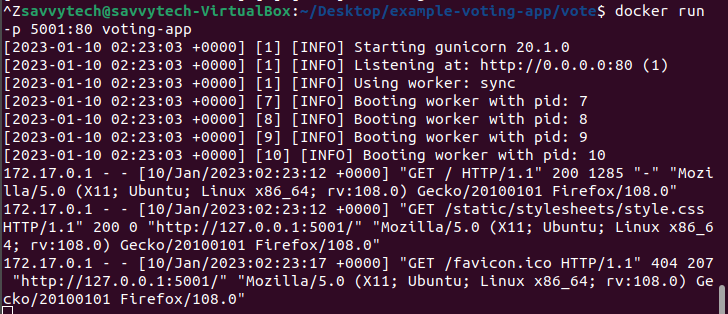 ^Zsavvytech@savvytech-VirtualBox:~/Desktop/example-voting-app/vote$ docker run
-p 5001:80 voting-app
[2023-01-10 02:23:03 +0000] [1] [INFO] Starting gunicorn 20.1.0
[2023-01-10 02:23:03 +0000] [1] [INFO] Listening at: http://0.0.0.0:80 (1)
[2023-01-10 02:23:03 +0000] [1] [INFO] Using worker: sync
[2023-01-10 02:23:03 +0000] [7] [INFO] Booting worker with pid: 7
[2023-01-10 02:23:03 +0000] [8] [INFO] Booting worker with pid: 8
[2023-01-10 02:23:03 +0000] [9] [INFO] Booting worker with pid: 9
[2023-01-10 02:23:03 +0000] [10] [INFO] Booting worker with pid: 10
172.17.0.1 - - [10/Jan/2023:02:23:12 +0000] "GET / HTTP/1.1" 200 1285 "-" "Mozi
lla/5.0 (X11; Ubuntu; Linux x86_64; rv:108.0) Gecko/20100101 Firefox/108.0"
172.17.0.1 - - [10/Jan/2023:02:23:12 +0000] "GET /static/stylesheets/style.css
HTTP/1.1" 200 0 "http://127.0.0.1:5001/" "Mozilla/5.0 (X11; Ubuntu; Linux x86_6
4; rv:108.0) Gecko/20100101 Firefox/108.0"
172.17.0.1 - - [10/Jan/2023:02:23:17 +0000] "GET /favicon.ico HTTP/1.1" 404 207
"http://127.0.0.1:5001/" "Mozilla/5.0 (X11; Ubuntu; Linux x86_64; rv:108.0) Ge
cko/20100101 Firefox/108.0"